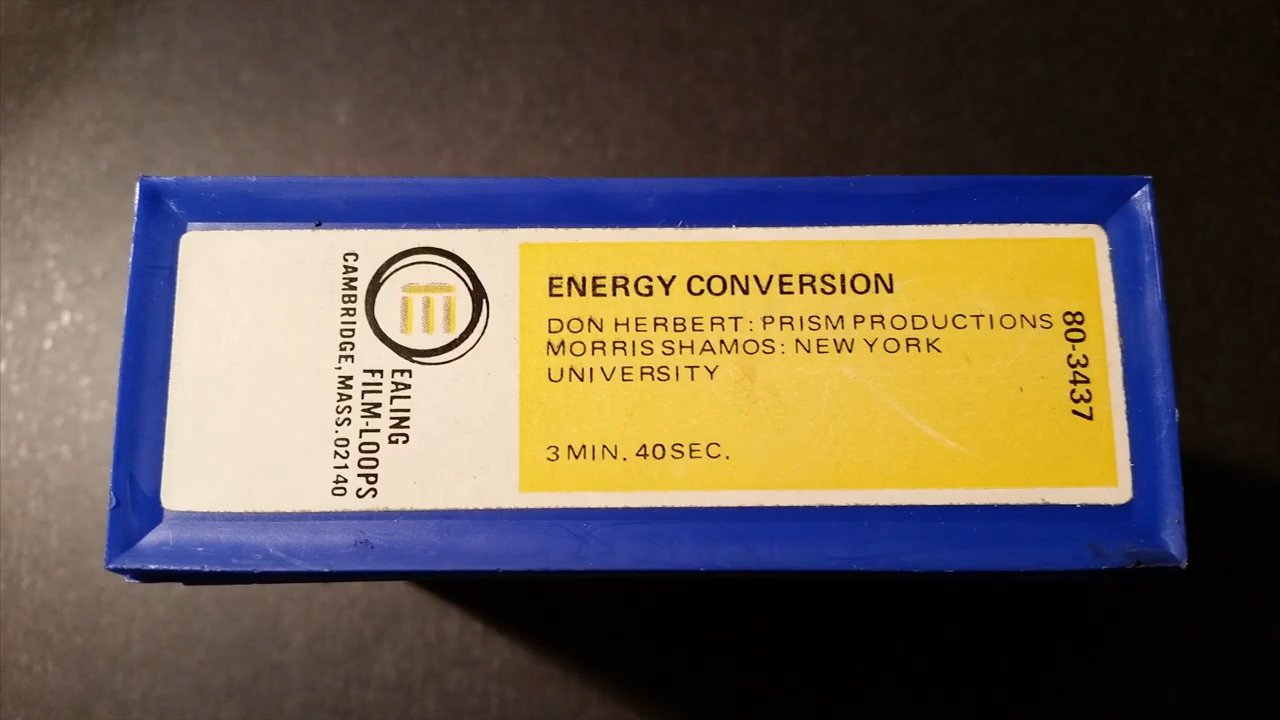 ENERGY CONVERSION
DON HERBERT: PRISM PRODUCTIONS
MORRIS SHAMOS: NEW YORK
UNIVERSITY
3 MIN. 40 SEC.
80-3437
EALING
FILM-LOOPS
CAMBRIDGE, MASS. 02140